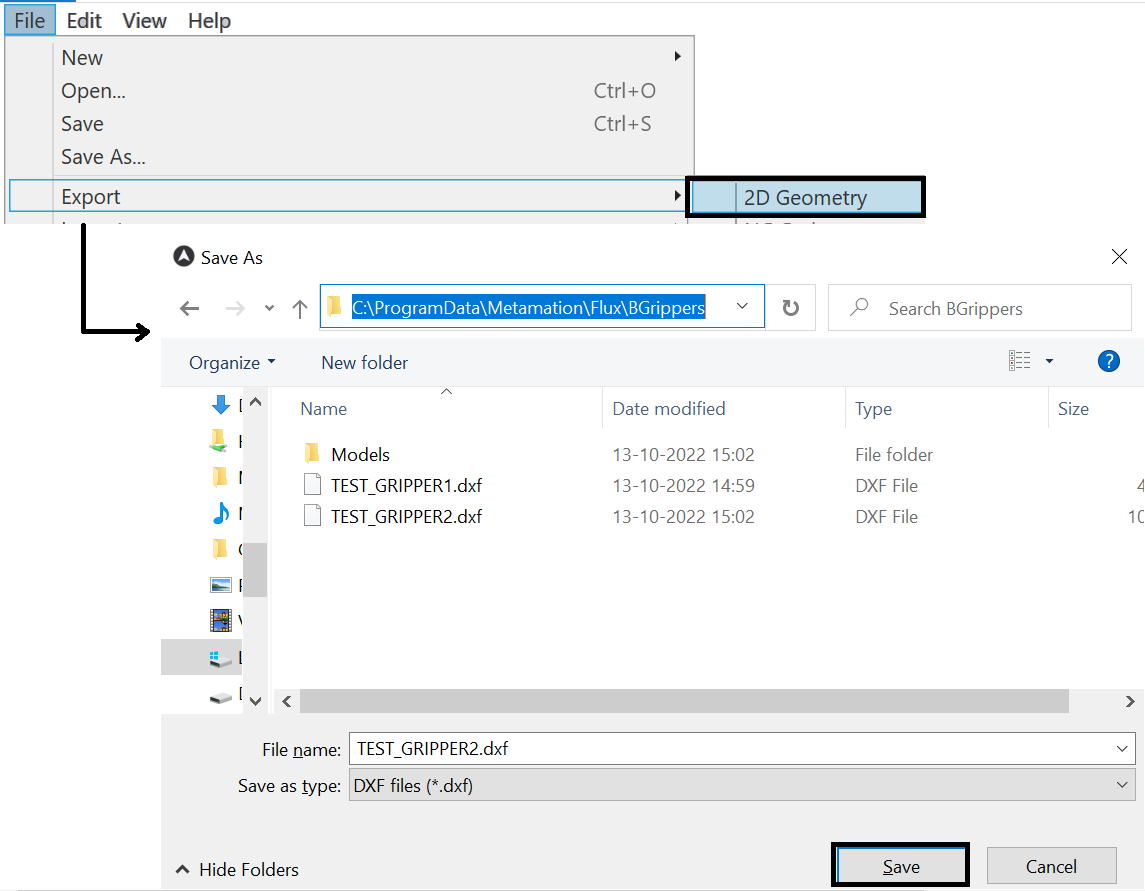 File Edit View Help
New
Open... Ctrl+O
Save Ctrl+S
Save As...
Export
2D Geometry
Save As
C:\ProgramData\Metamation\Flux\BGrippers
Search BGrippers
Organize New folder
?
Name Date modified Type Size
Models 13-10-2022 15:02 File folder
TEST_GRIPPER1.dxf 13-10-2022 14:59 DXF File 4
TEST_GRIPPER2.dxf 13-10-2022 15:02 DXF File 10
File name: TEST_GRIPPER2.dxf
Save as type: DXF files (*.dxf)
Hide Folders Save Cancel